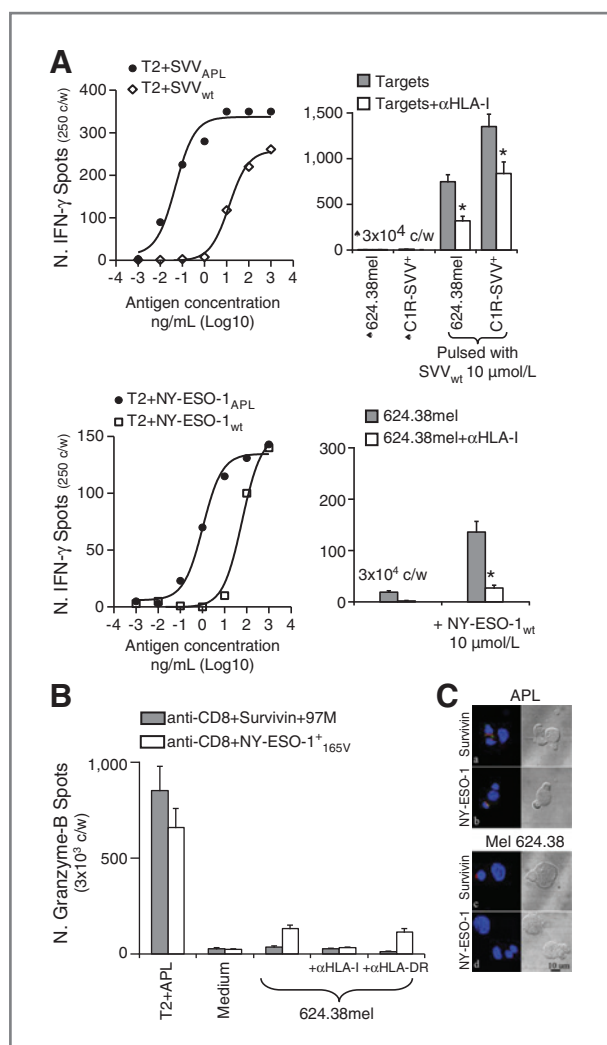 A
T2+SVV_APL
T2+SVV_wt
N. IFN-γ Spots (250 c/w)
400
300
200
100
0
-4 -3 -2 -1 0 1 2 3 4
Antigen concentration
ng/mL (Log10)
Targets
Targets+αHLA-I
1,500
1,000
500
0
*
*
♠3x10^4 c/w
♠624.38mel
♠C1R-SVV+
624.38mel
C1R-SVV+
Pulsed with
SVV_wt 10 μmol/L
T2+NY-ESO-1_APL
T2+NY-ESO-1_wt
N. IFN-γ Spots (250 c/w)
150
100
50
0
-4 -3 -2 -1 0 1 2 3 4
Antigen concentration
ng/mL (Log10)
624.38mel
624.38mel+αHLA-I
300
200
100
0
3x10^4 c/w
*
+ NY-ESO-1_wt
10 μmol/L
B
anti-CD8+Survivin+97M
anti-CD8+NY-ESO-1+165V
N. Granzyme-B Spots
(3x10^3 c/w)
1,000
500
0
T2+APL
Medium
+αHLA-I +αHLA-DR
624.38mel
C
APL
Survivin
a
NY-ESO-1
b
Mel 624.38
Survivin
c
NY-ESO-1
d
10 μm